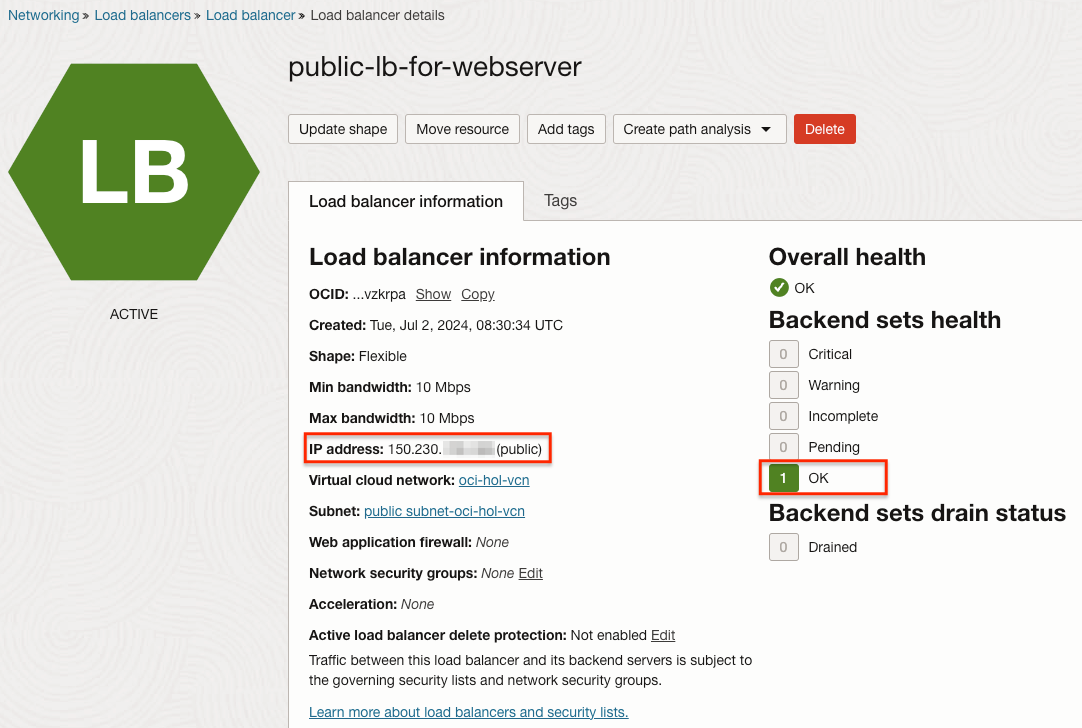 Networking » Load balancers » Load balancer » Load balancer details
LB
ACTIVE
public-lb-for-webserver
Update shape
Move resource
Add tags
Create path analysis
Delete
Load balancer information
Tags
Load balancer information
OCID: ...vzkrpa Show Copy
Created: Tue, Jul 2, 2024, 08:30:34 UTC
Shape: Flexible
Min bandwidth: 10 Mbps
Max bandwidth: 10 Mbps
IP address: 150.230. (public)
Virtual cloud network: oci-hol-vcn
Subnet: public subnet-oci-hol-vcn
Web application firewall: None
Network security groups: None Edit
Acceleration: None
Active load balancer delete protection: Not enabled Edit
Traffic between this load balancer and its backend servers is subject to
the governing security lists and network security groups.
Learn more about load balancers and security lists.
Overall health
OK
Backend sets health
0 Critical
0 Warning
0 Incomplete
0 Pending
1 OK
Backend sets drain status
0 Drained